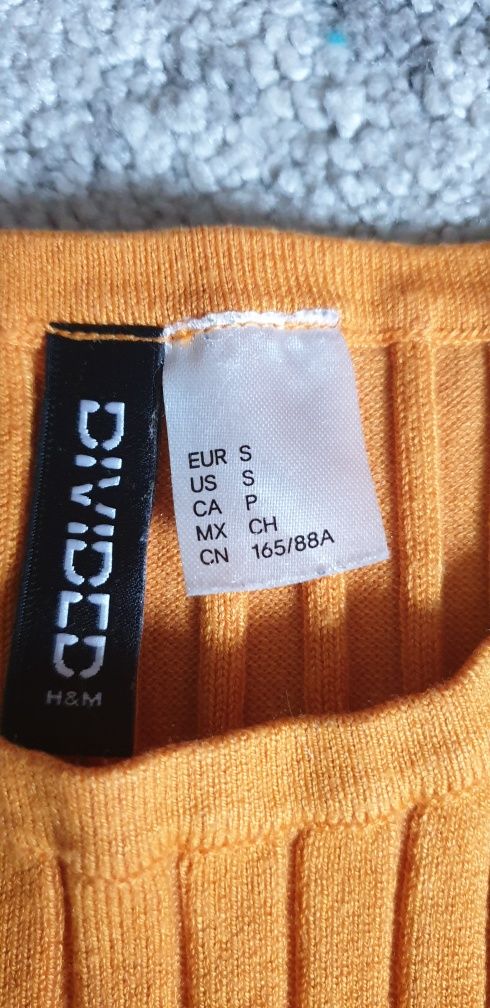 DIVIDED
H&M
EUR S
US S
CA P
MX CH
CN 165/88A